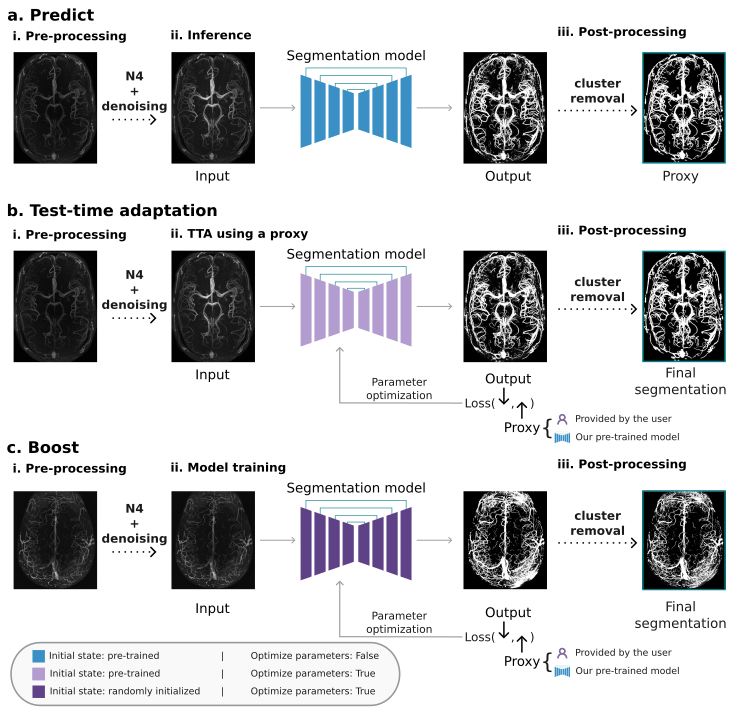 a. Predict
i. Pre-processing
ii. Inference
iii. Post-processing
Segmentation model
N4
+
denoising
cluster
removal
Input
Output
Proxy
b. Test-time adaptation
i. Pre-processing
ii. TTA using a proxy
iii. Post-processing
Segmentation model
N4
+
denoising
cluster
removal
Input
Output
Final
segmentation
Parameter
optimization
Loss( , )
Proxy {
Provided by the user
Our pre-trained model
c. Boost
i. Pre-processing
ii. Model training
iii. Post-processing
Segmentation model
N4
+
denoising
cluster
removal
Input
Output
Final
segmentation
Parameter
optimization
Loss( , )
Proxy {
Provided by the user
Our pre-trained model
Initial state: pre-trained | Optimize parameters: False
Initial state: pre-trained | Optimize parameters: True
Initial state: randomly initialized | Optimize parameters: True